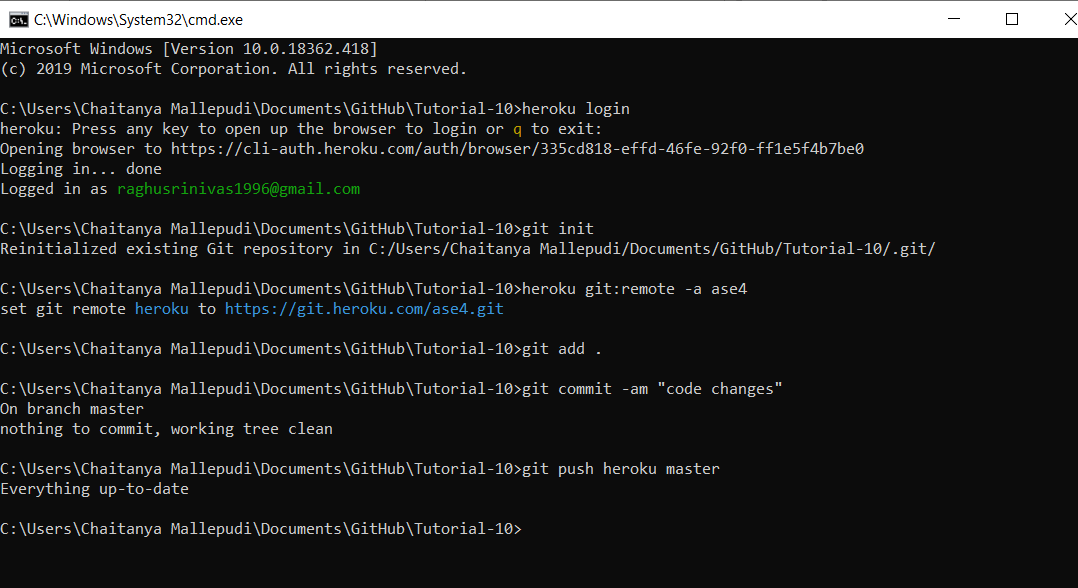 C:\Windows\System32\cmd.exe
Microsoft Windows [Version 10.0.18362.418]
(c) 2019 Microsoft Corporation. All rights reserved.
C:\Users\Chaitanya Mallepudi\Documents\GitHub\Tutorial-10>heroku login
heroku: Press any key to open up the browser to login or q to exit:
Opening browser to https://cli-auth.heroku.com/auth/browser/335cd818-effd-46fe-92f0-ff1e5f4b7be0
Logging in... done
Logged in as raghusrinivas1996@gmail.com
C:\Users\Chaitanya Mallepudi\Documents\GitHub\Tutorial-10>git init
Reinitialized existing Git repository in C:/Users/Chaitanya Mallepudi/Documents/GitHub/Tutorial-10/.git/
C:\Users\Chaitanya Mallepudi\Documents\GitHub\Tutorial-10>heroku git:remote -a ase4
set git remote heroku to https://git.heroku.com/ase4.git
C:\Users\Chaitanya Mallepudi\Documents\GitHub\Tutorial-10>git add .
C:\Users\Chaitanya Mallepudi\Documents\GitHub\Tutorial-10>git commit -am "code changes"
On branch master
nothing to commit, working tree clean
C:\Users\Chaitanya Mallepudi\Documents\GitHub\Tutorial-10>git push heroku master
Everything up-to-date
C:\Users\Chaitanya Mallepudi\Documents\GitHub\Tutorial-10>